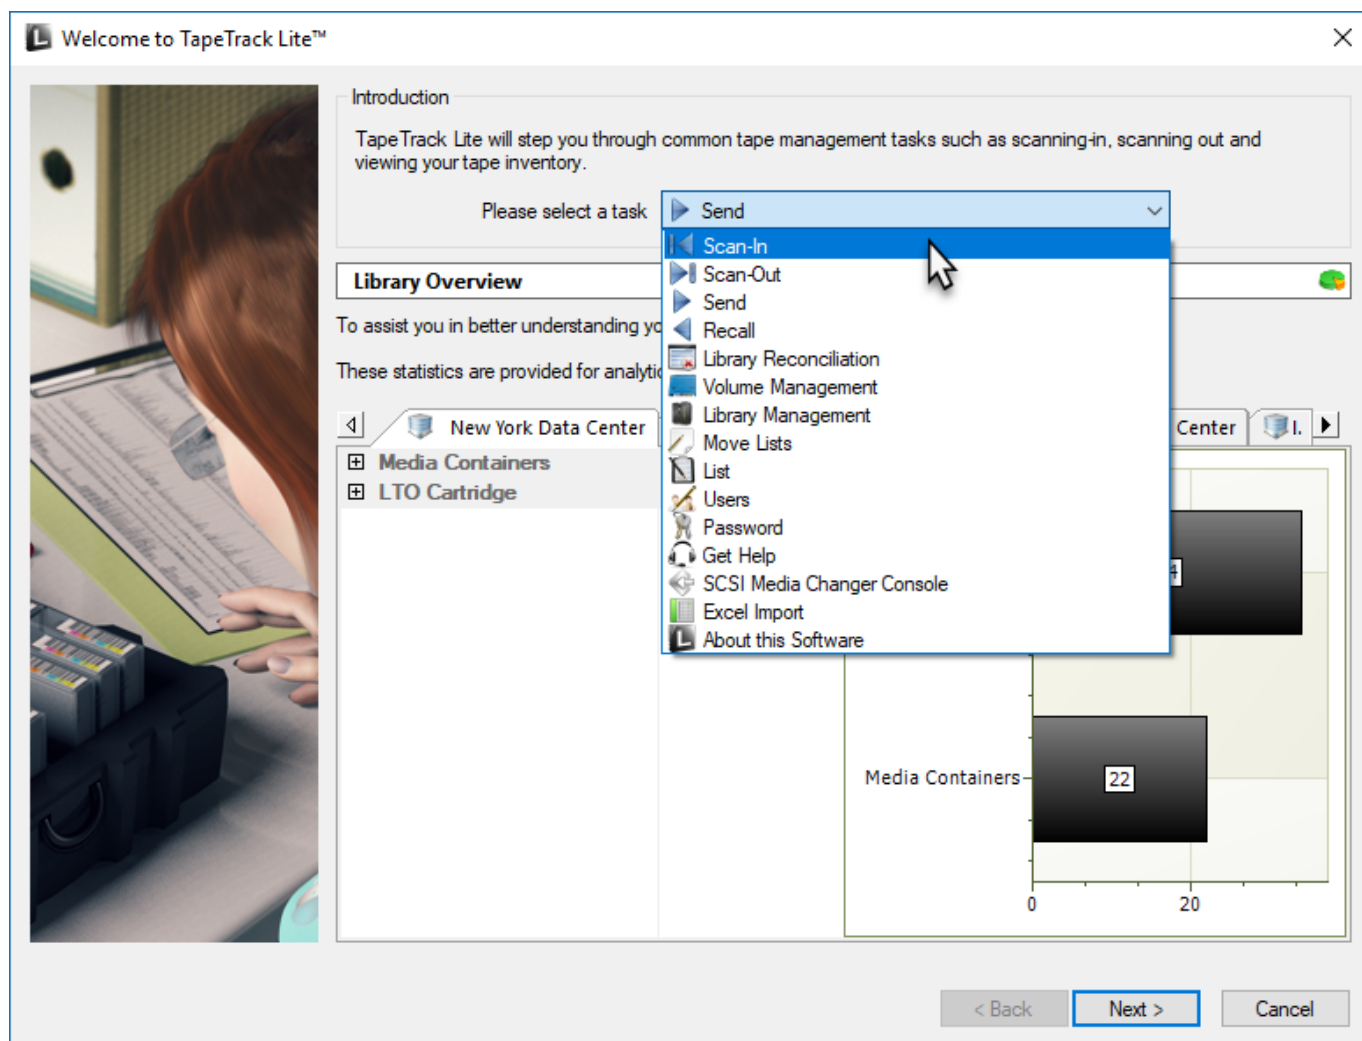 Welcome to TapeTrack Lite™
Introduction
TapeTrack Lite will step you through common tape management tasks such as scanning-in, scanning out and
viewing your tape inventory.
Please select a task
Send
Scan-In
Scan-Out
Send
Recall
Library Reconciliation
Volume Management
Library Management
Move Lists
List
Users
Password
Get Help
SCSI Media Changer Console
Excel Import
About this Software
Library Overview
To assist you in better understanding
These statistics are provided for
New York Data Center
Center
Media Containers
LTO Cartridge
4
Media Containers
22
0
20
< Back
Next >
Cancel